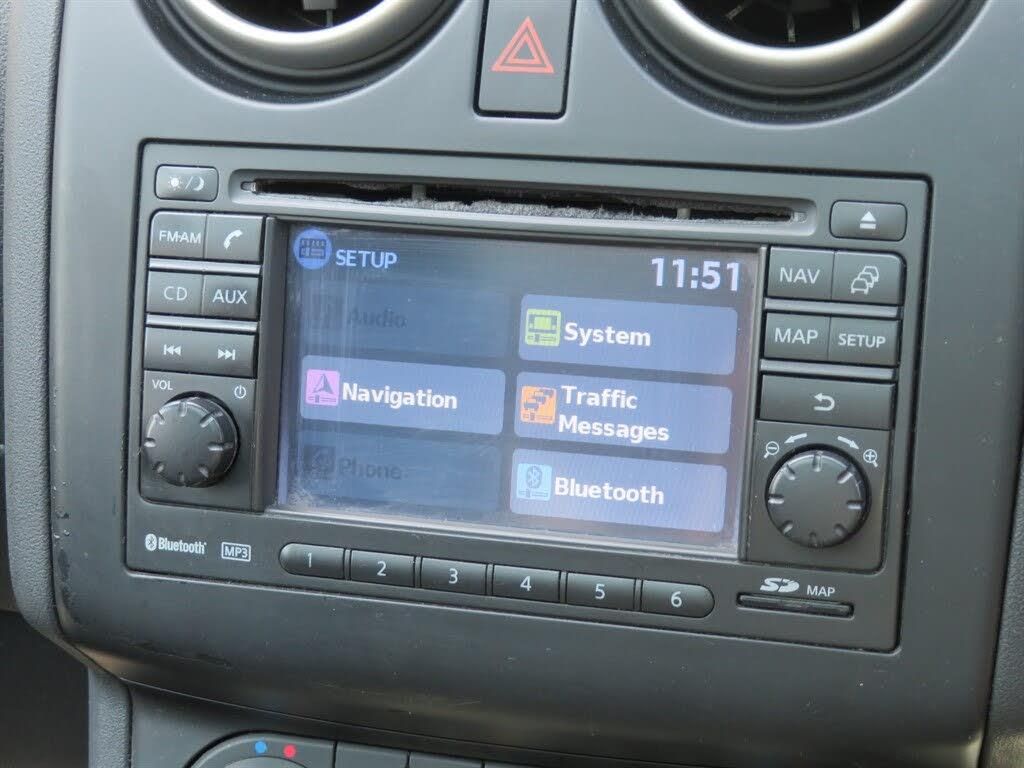 FM•AM
CD AUX
VOL
SETUP
11:51
Audio
System
Navigation
Traffic
Messages
Phone
Bluetooth
NAV
MAP SETUP
Bluetooth
MP3
1 2 3 4 5 6
SD MAP